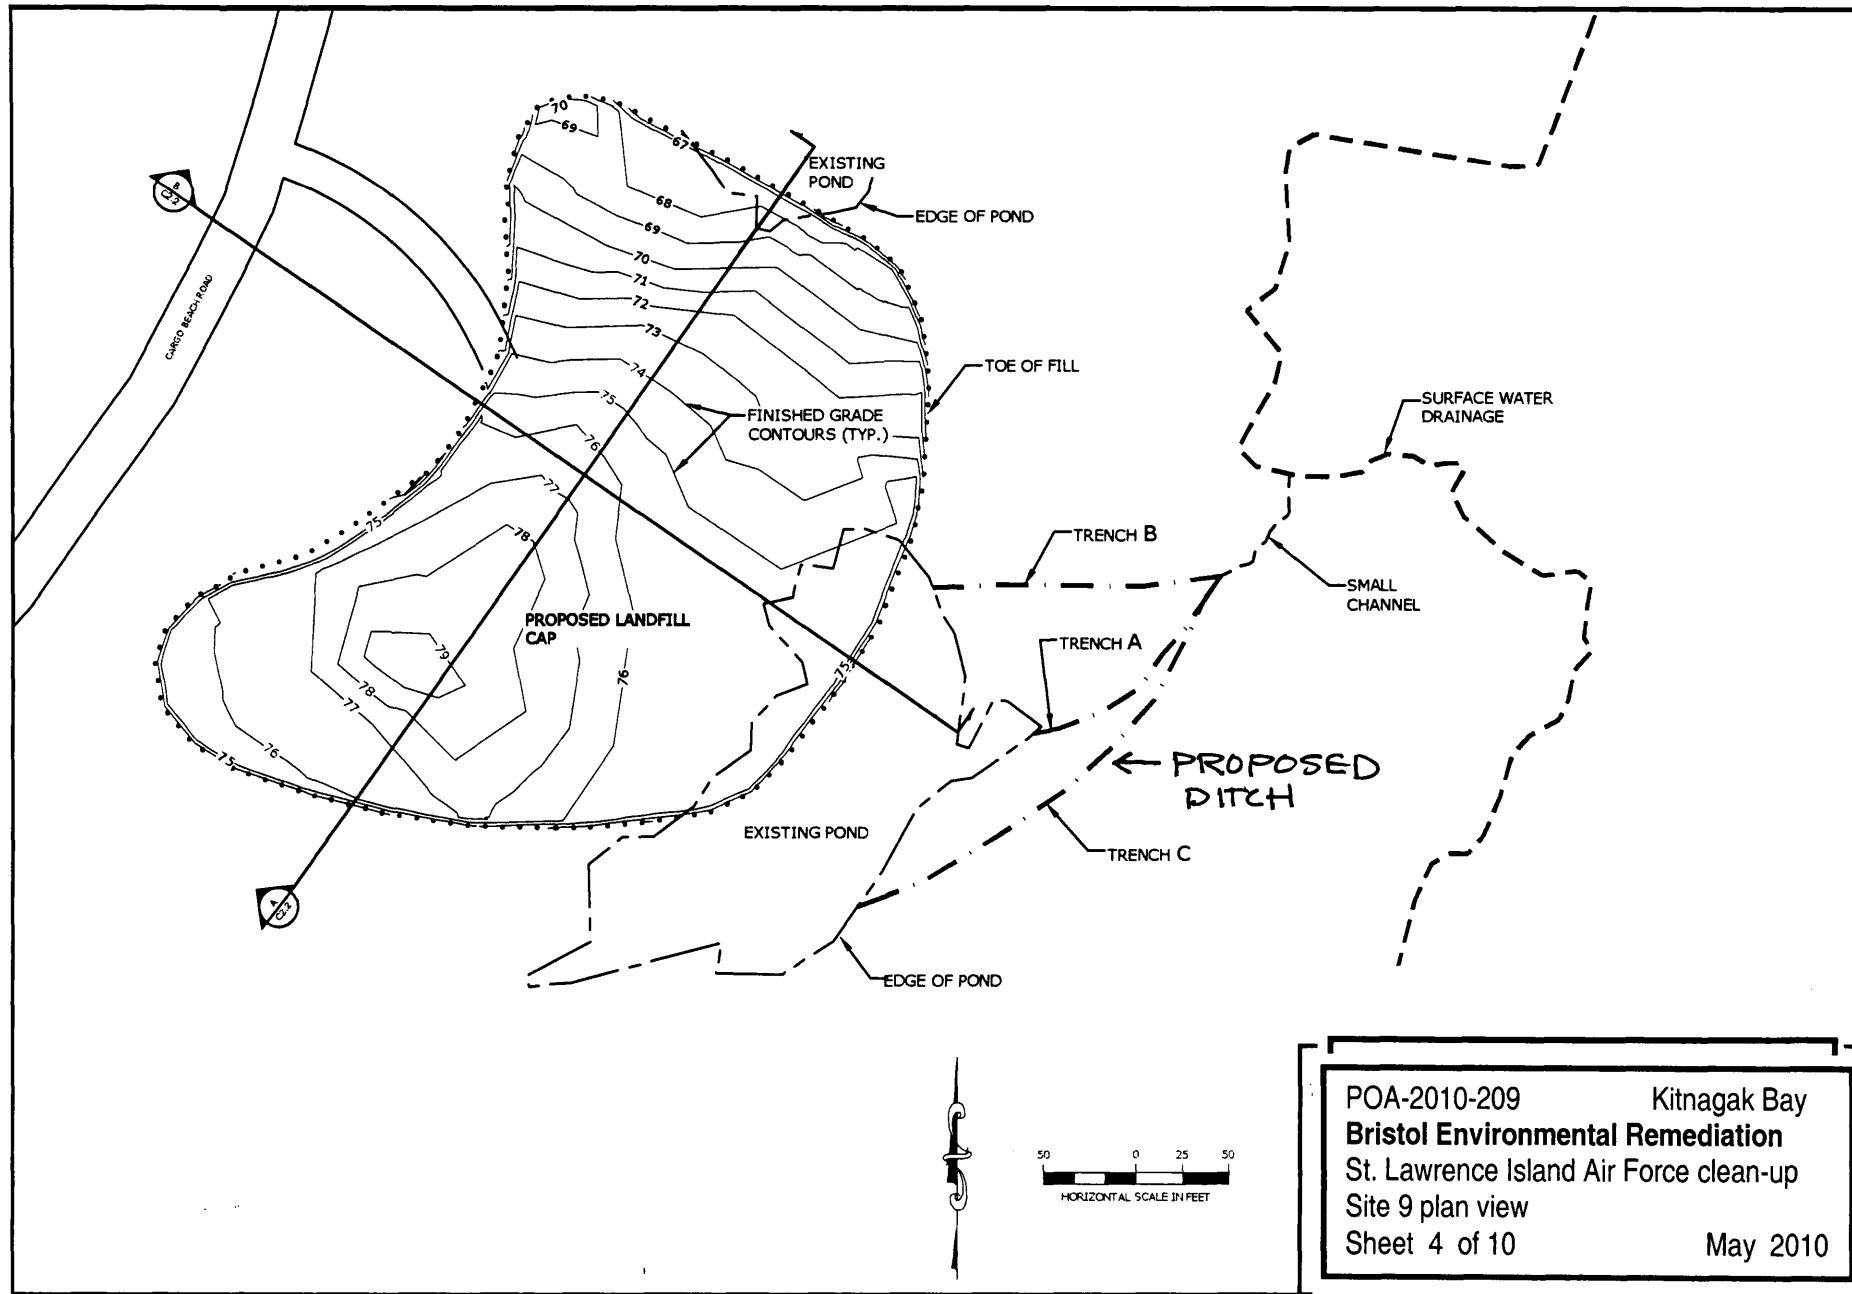 70
69
67
EXISTING
POND
EDGE OF POND
B
C2.2
68
69
70
71
72
73
74
75
76
77
78
CARGO BEACH ROAD
TOE OF FILL
FINISHED GRADE
CONTOURS (TYP.)
SURFACE WATER
DRAINAGE
75
TRENCH B
SMALL
CHANNEL
PROPOSED LANDFILL
CAP
TRENCH A
79
78
77
76
75
76
75
PROPOSED
DITCH
EXISTING POND
TRENCH C
A
C2.2
EDGE OF POND
50 0 25 50
HORIZONTAL SCALE IN FEET
POA-2010-209 Kitnagak Bay
Bristol Environmental Remediation
St. Lawrence Island Air Force clean-up
Site 9 plan view
Sheet 4 of 10 May 2010